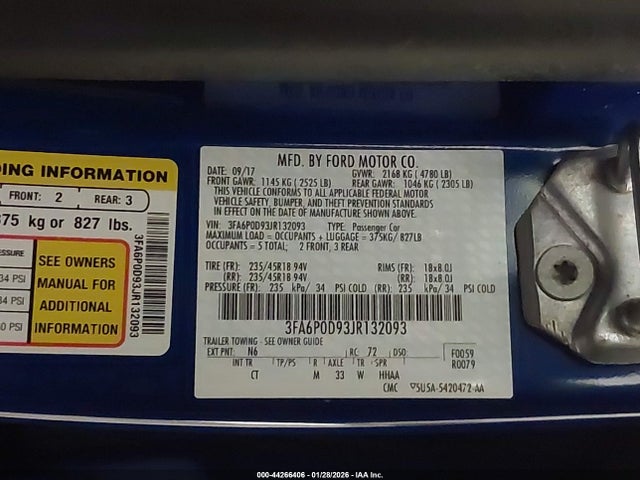 DING INFORMATION
FRONT: 2 REAR: 3
375 kg or 827 lbs.
ESSURE
34 PSI
34 PSI
60 PSI
SEE OWNERS
MANUAL FOR
ADDITIONAL
INFORMATION
3FA6P0D93JR132093
MFD. BY FORD MOTOR CO.
DATE: 09/17 GVWR: 2168 KG ( 4780 LB)
FRONT GAWR: 1145 KG ( 2525 LB) REAR GAWR: 1046 KG ( 2305 LB)
THIS VEHICLE CONFORMS TO ALL APPLICABLE FEDERAL MOTOR
VEHICLE SAFETY, BUMPER, AND THEFT PREVENTION STANDARDS
IN EFFECT ON THE DATE OF MANUFACTURE SHOWN ABOVE.
VIN: 3FA6P0D93JR132093 TYPE: Passenger Car
MAXIMUM LOAD = OCCUPANTS + LUGGAGE = 375KG/ 827LB
OCCUPANTS = 5 TOTAL; 2 FRONT, 3 REAR
TIRE (FR): 235/45R18 94V RIMS(FR): 18x8.0J
(RR): 235/45R18 94V (RR): 18x8.0J
PRESSURE (FR): 235 kPa/ 34 PSI COLD (RR): 235 kPa/ 34 PSI COLD
3FA6P0D93JR132093
TRAILER TOWING - SEE OWNER GUIDE
EXT PNT: N6 RC: 72 DSO: F0059
R0079
INT TR TP/PS R AXLE TR SPR
CT M 33 W HHAA
CMC 5U5A-5420472-AA
000-44266406 - 01/28/2026 - IAA Inc.